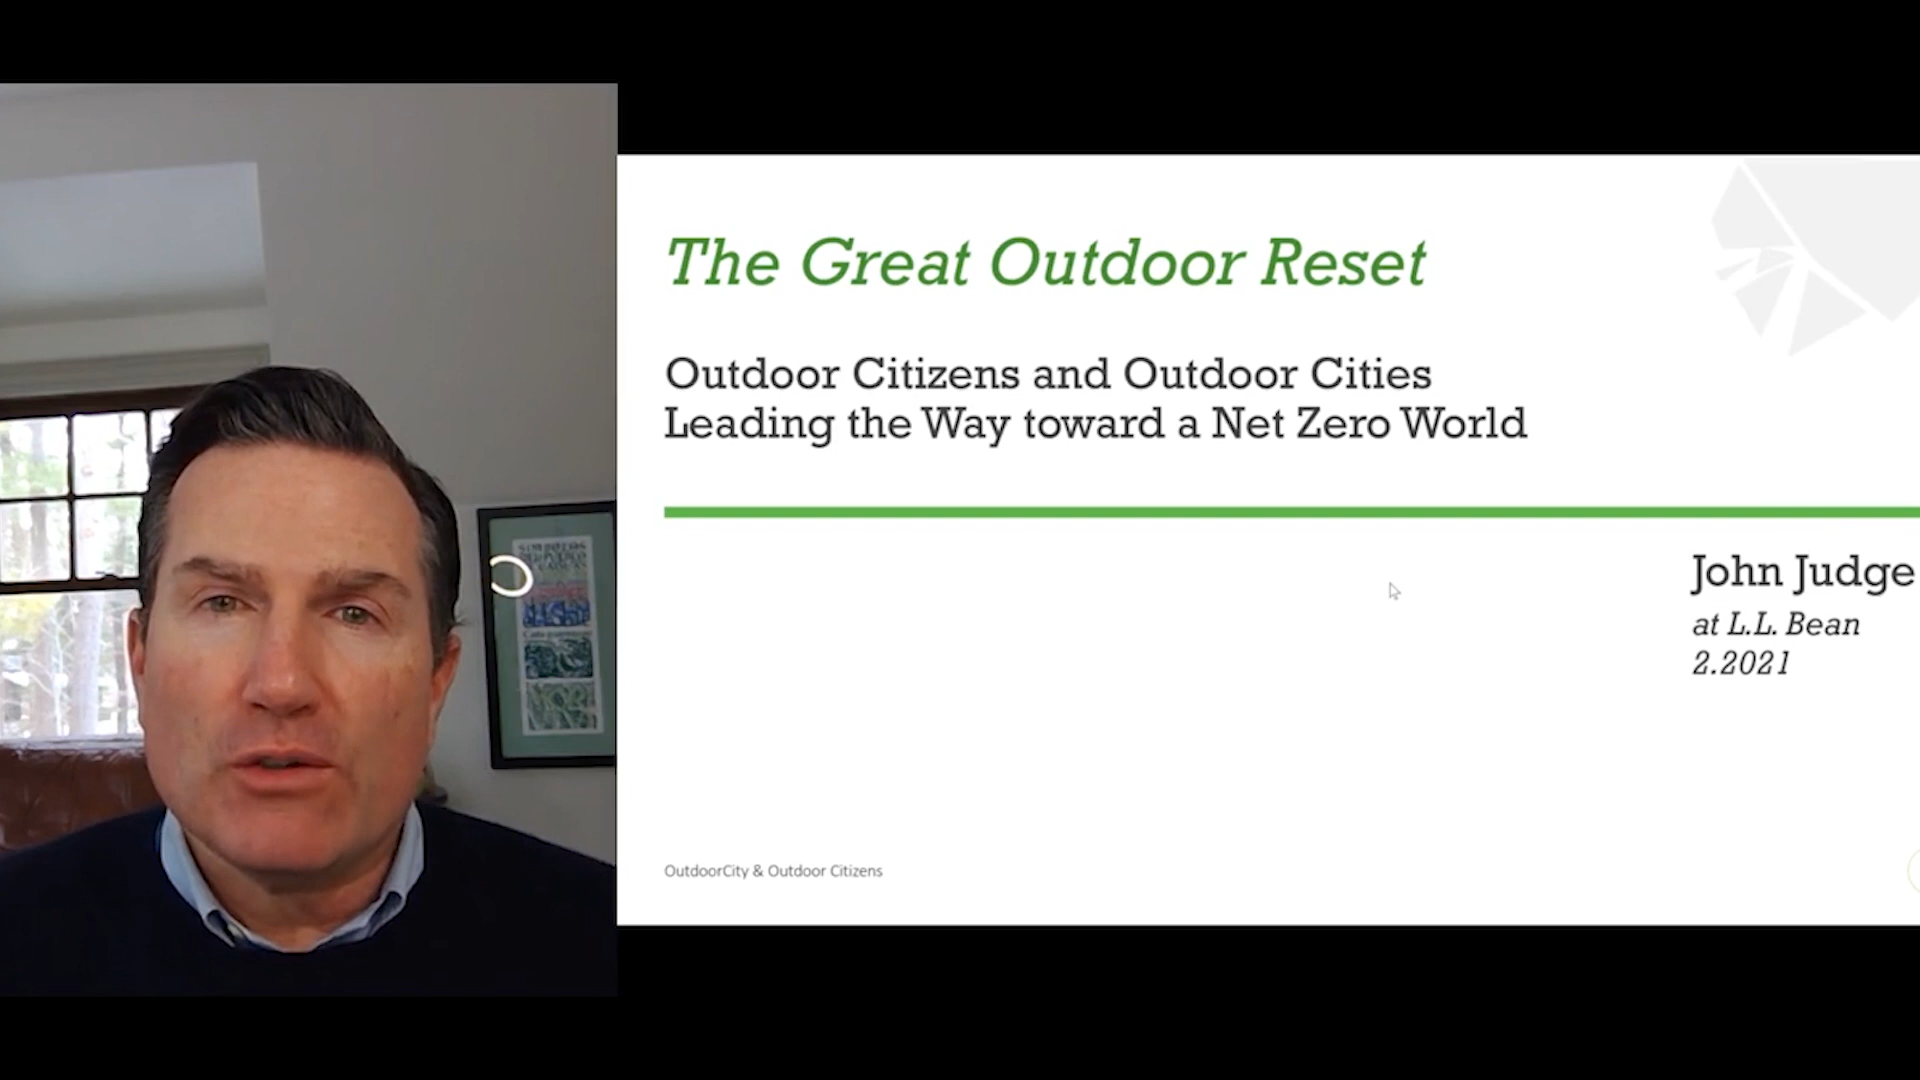 The Great Outdoor Reset
Outdoor Citizens and Outdoor Cities
Leading the Way toward a Net Zero World
John Judge
at L.L. Bean
2.2021
OutdoorCity & Outdoor Citizens